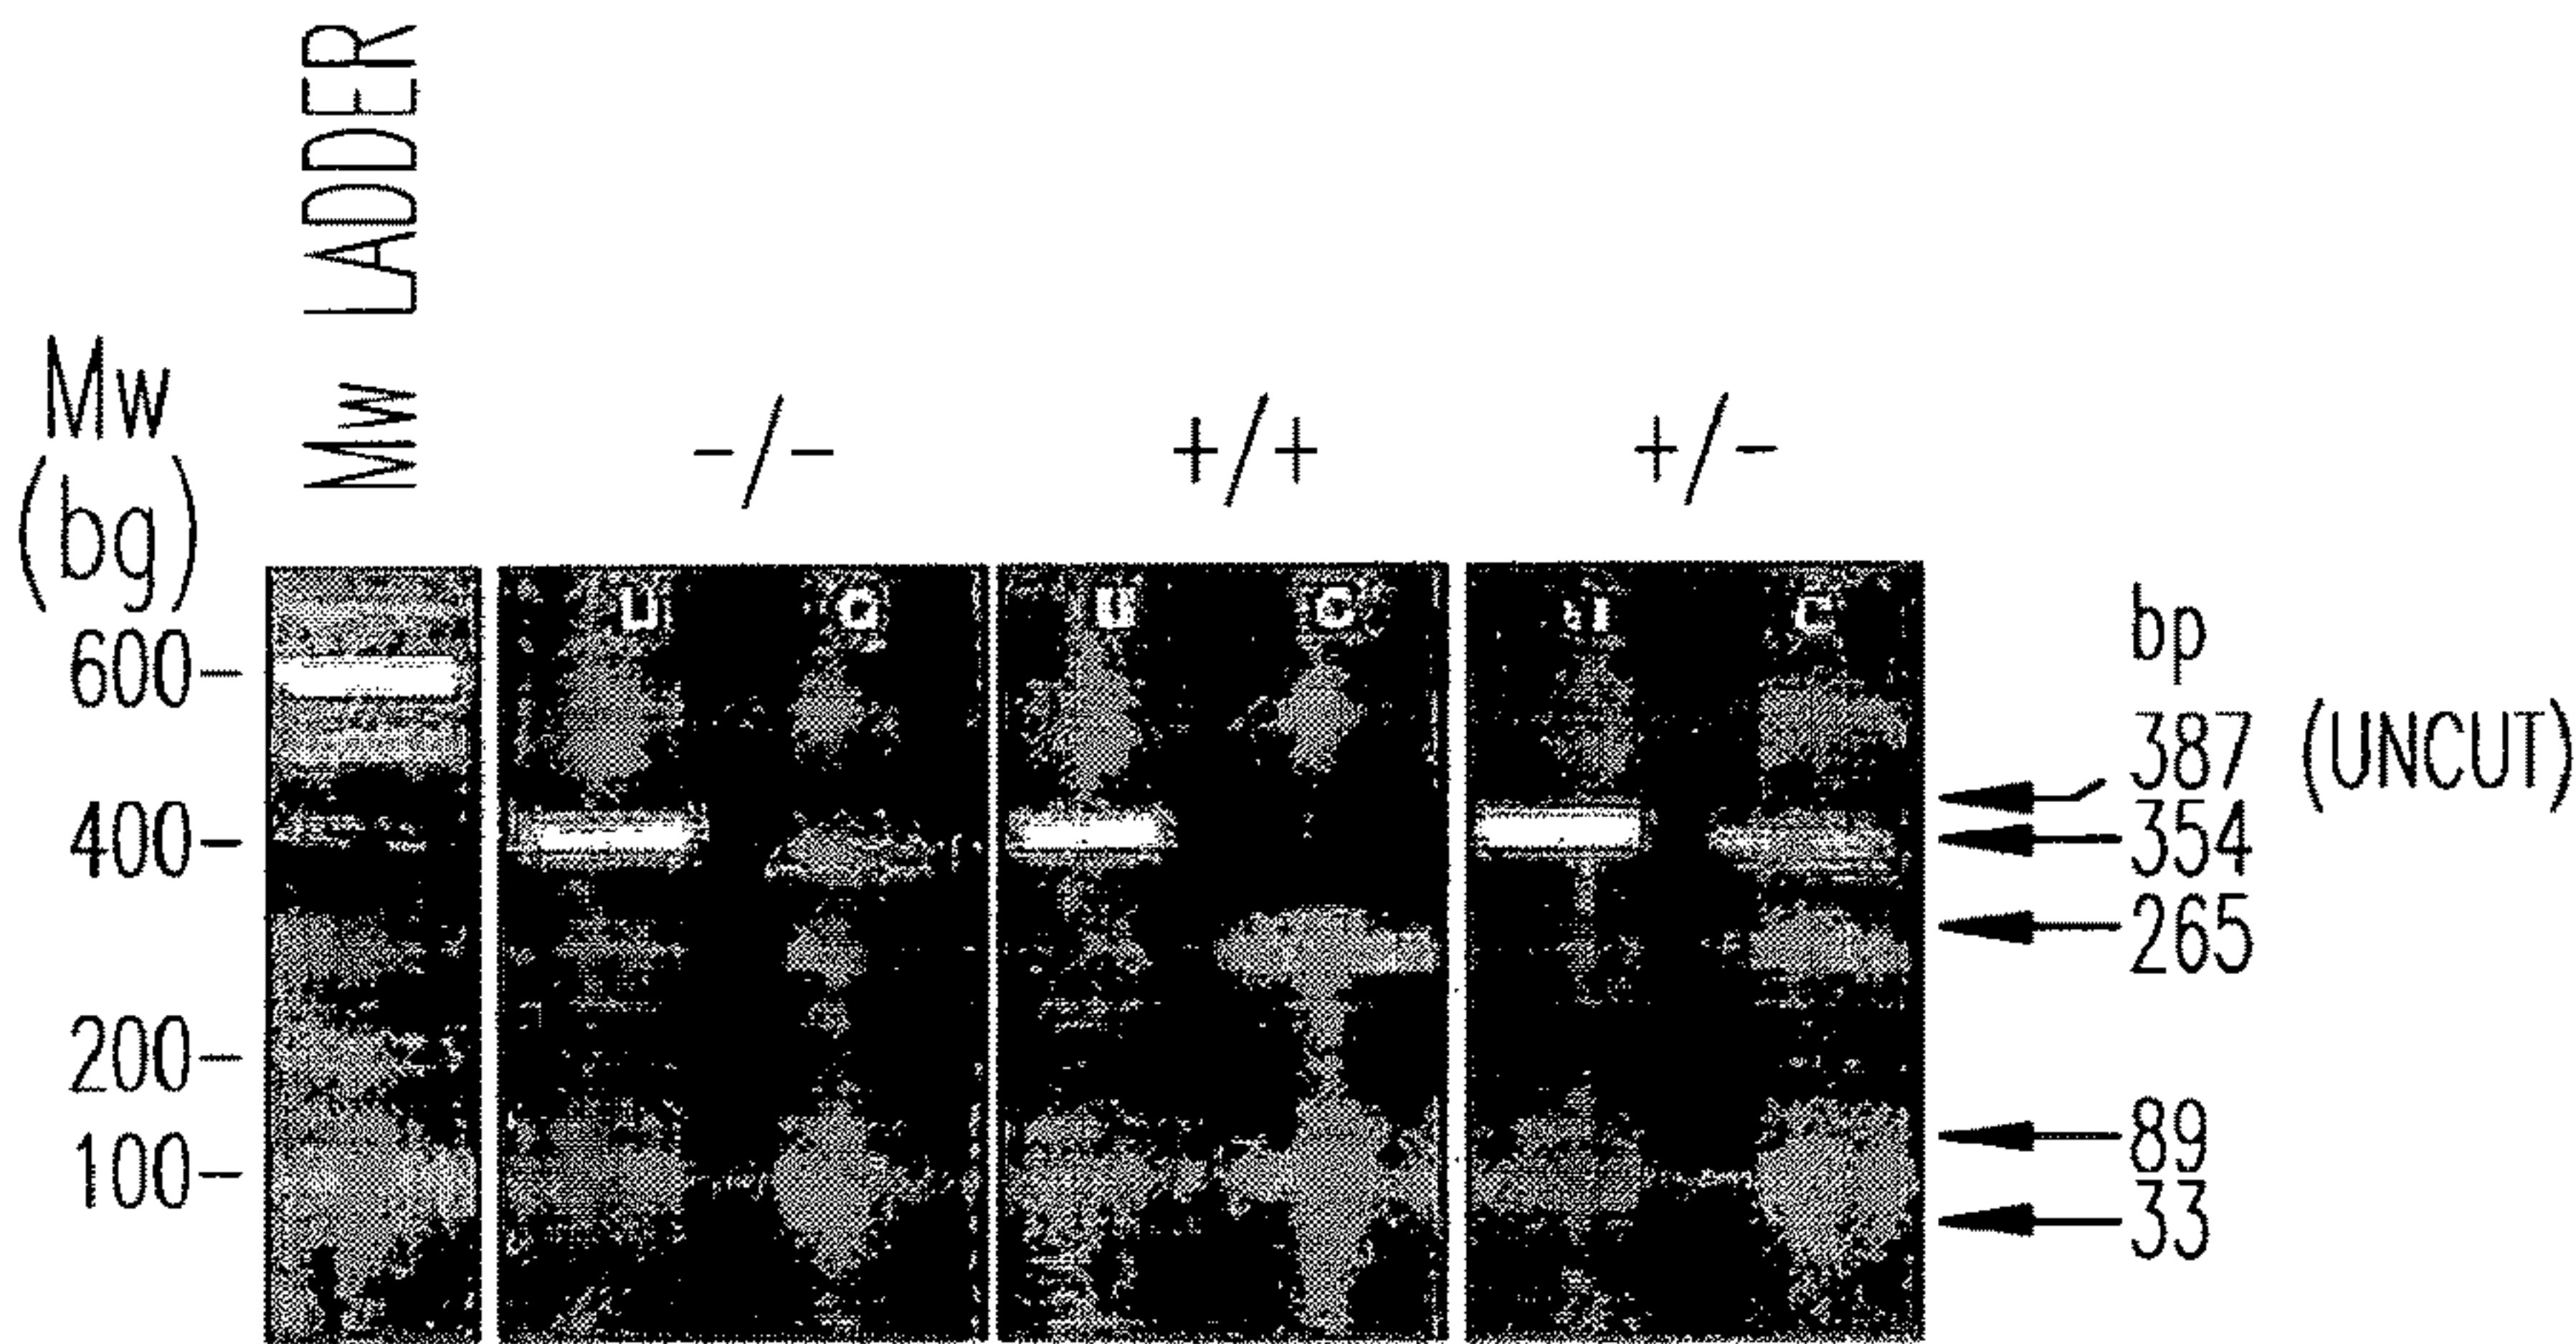 Mw LADDER
Mw
(bg)
-/-
+/+
+/-
U C
U C
U C
600-
400-
200-
100-
bp
387 (UNCUT)
354
265
89
33